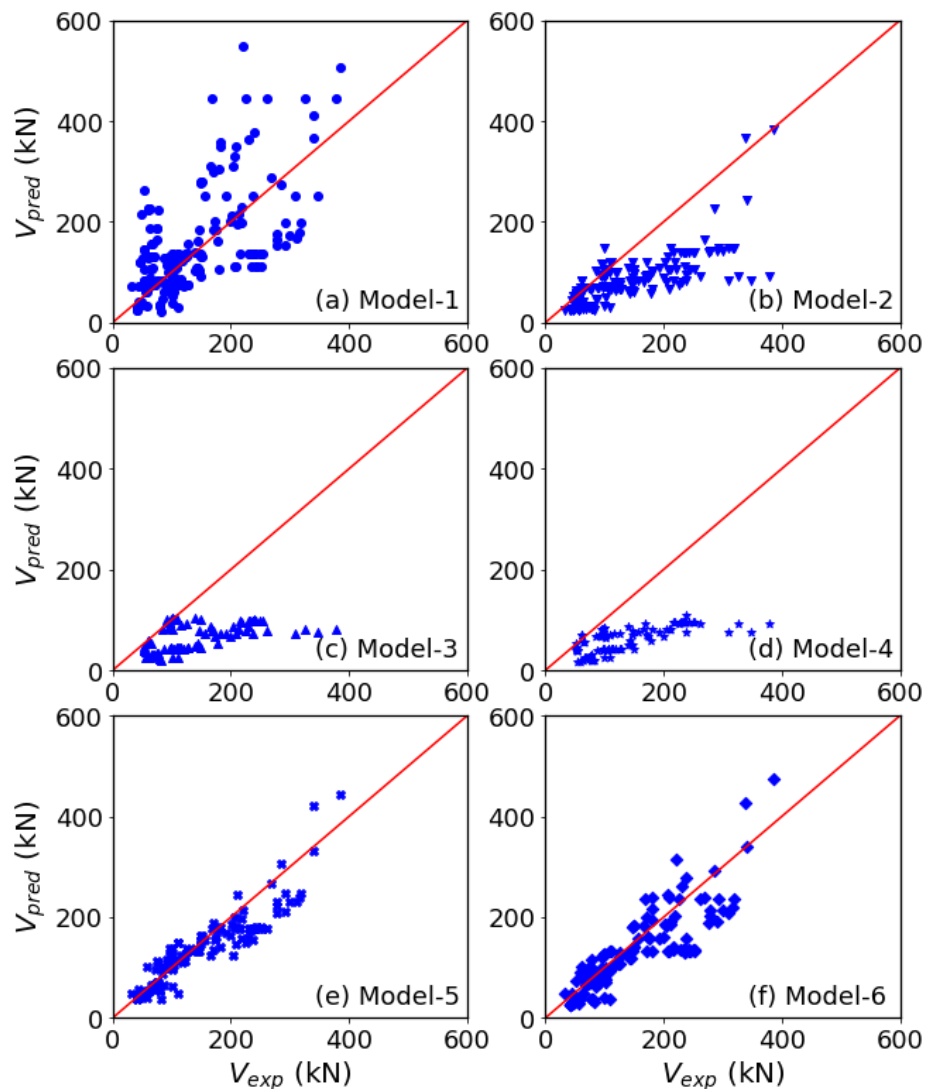 600
400
200
0
V_pred (kN)
(a) Model-1
0 200 400 600
600
400
200
0
(b) Model-2
0 200 400 600
600
400
200
0
V_pred (kN)
(c) Model-3
0 200 400 600
600
400
200
0
(d) Model-4
0 200 400 600
600
400
200
0
V_pred (kN)
(e) Model-5
0 200 400 600
V_exp (kN)
600
400
200
0
(f) Model-6
0 200 400 600
V_exp (kN)